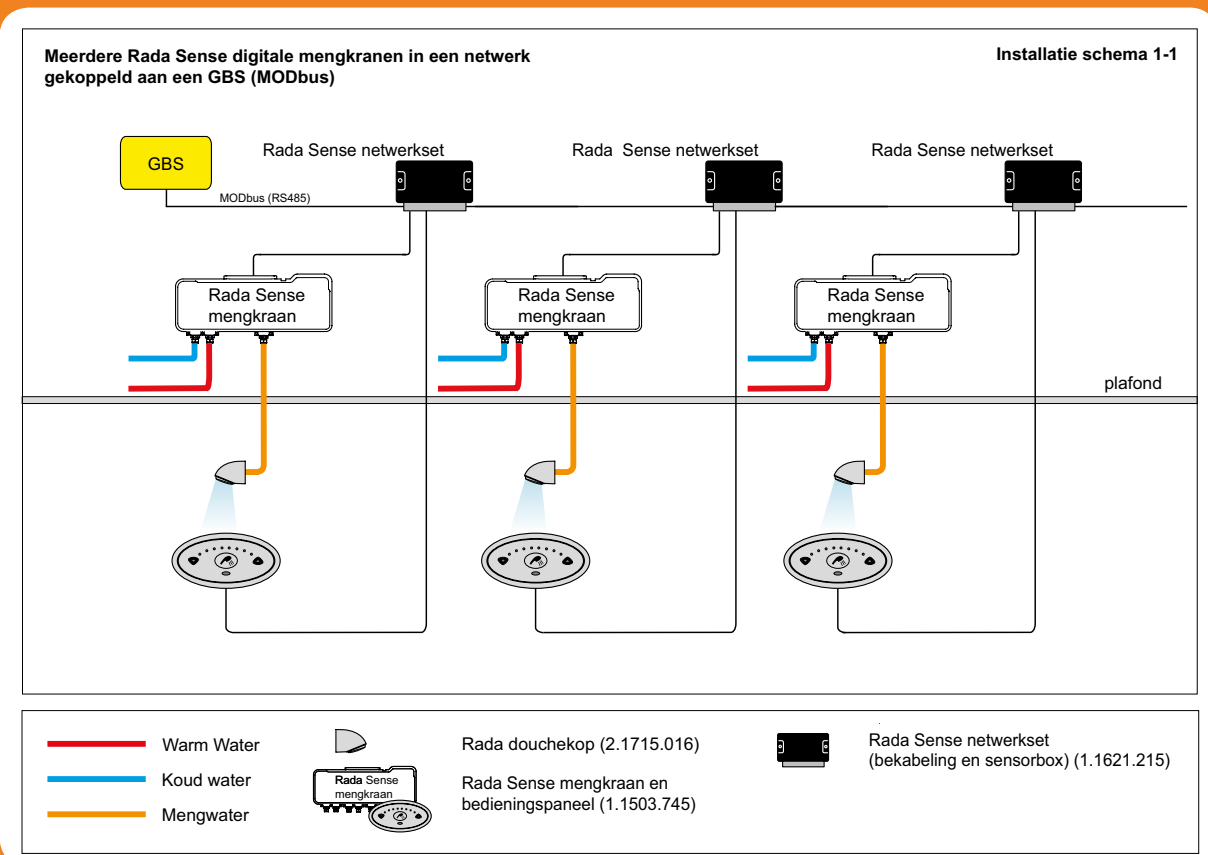 Meerdere Rada Sense digitale mengkranen in een netwerk
gekoppeld aan een GBS (MODbus)
Installatie schema 1-1
GBS
Rada Sense netwerkset
Rada Sense netwerkset
Rada Sense netwerkset
MODbus (RS485)
Rada Sense
mengkraan
Rada Sense
mengkraan
Rada Sense
mengkraan
plafond
Warm Water
Koud water
Mengwater
Rada douchekop (2.1715.016)
Rada Sense
mengkraan
Rada Sense mengkraan en
bedieningspaneel (1.1503.745)
Rada Sense netwerkset
(bekabeling en sensorbox) (1.1621.215)